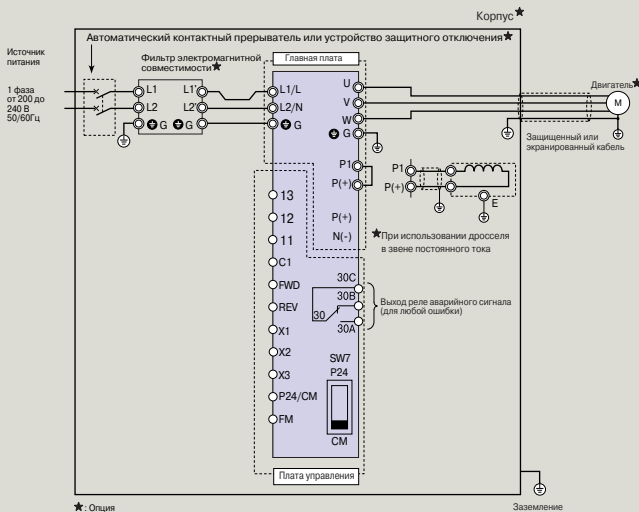 Корпус★
Автоматический контактный прерыватель или устройство защитного отключения★
Источник
питания
Фильтр электромагнитной
совместимости★
Главная плата
1 фаза
от 200 до
240 В
50/60Гц
L1
L1'
L1/L
U
Двигатель★
L2
L2'
L2/N
V
M
G
G
G
W
G
Защищенный или
экранированный кабель
P1
P(+)
P1
P(+)
E
13
12
P(+)
11
N(-)
★При использовании дросселя
в звене постоянного тока
C1
FWD
REV
X1
X2
X3
P24/CM
FM
30C
30B
30
30A
Выход реле аварийного сигнала
(для любой ошибки)
SW7
P24
CM
Плата управления
★: Опция
Заземление